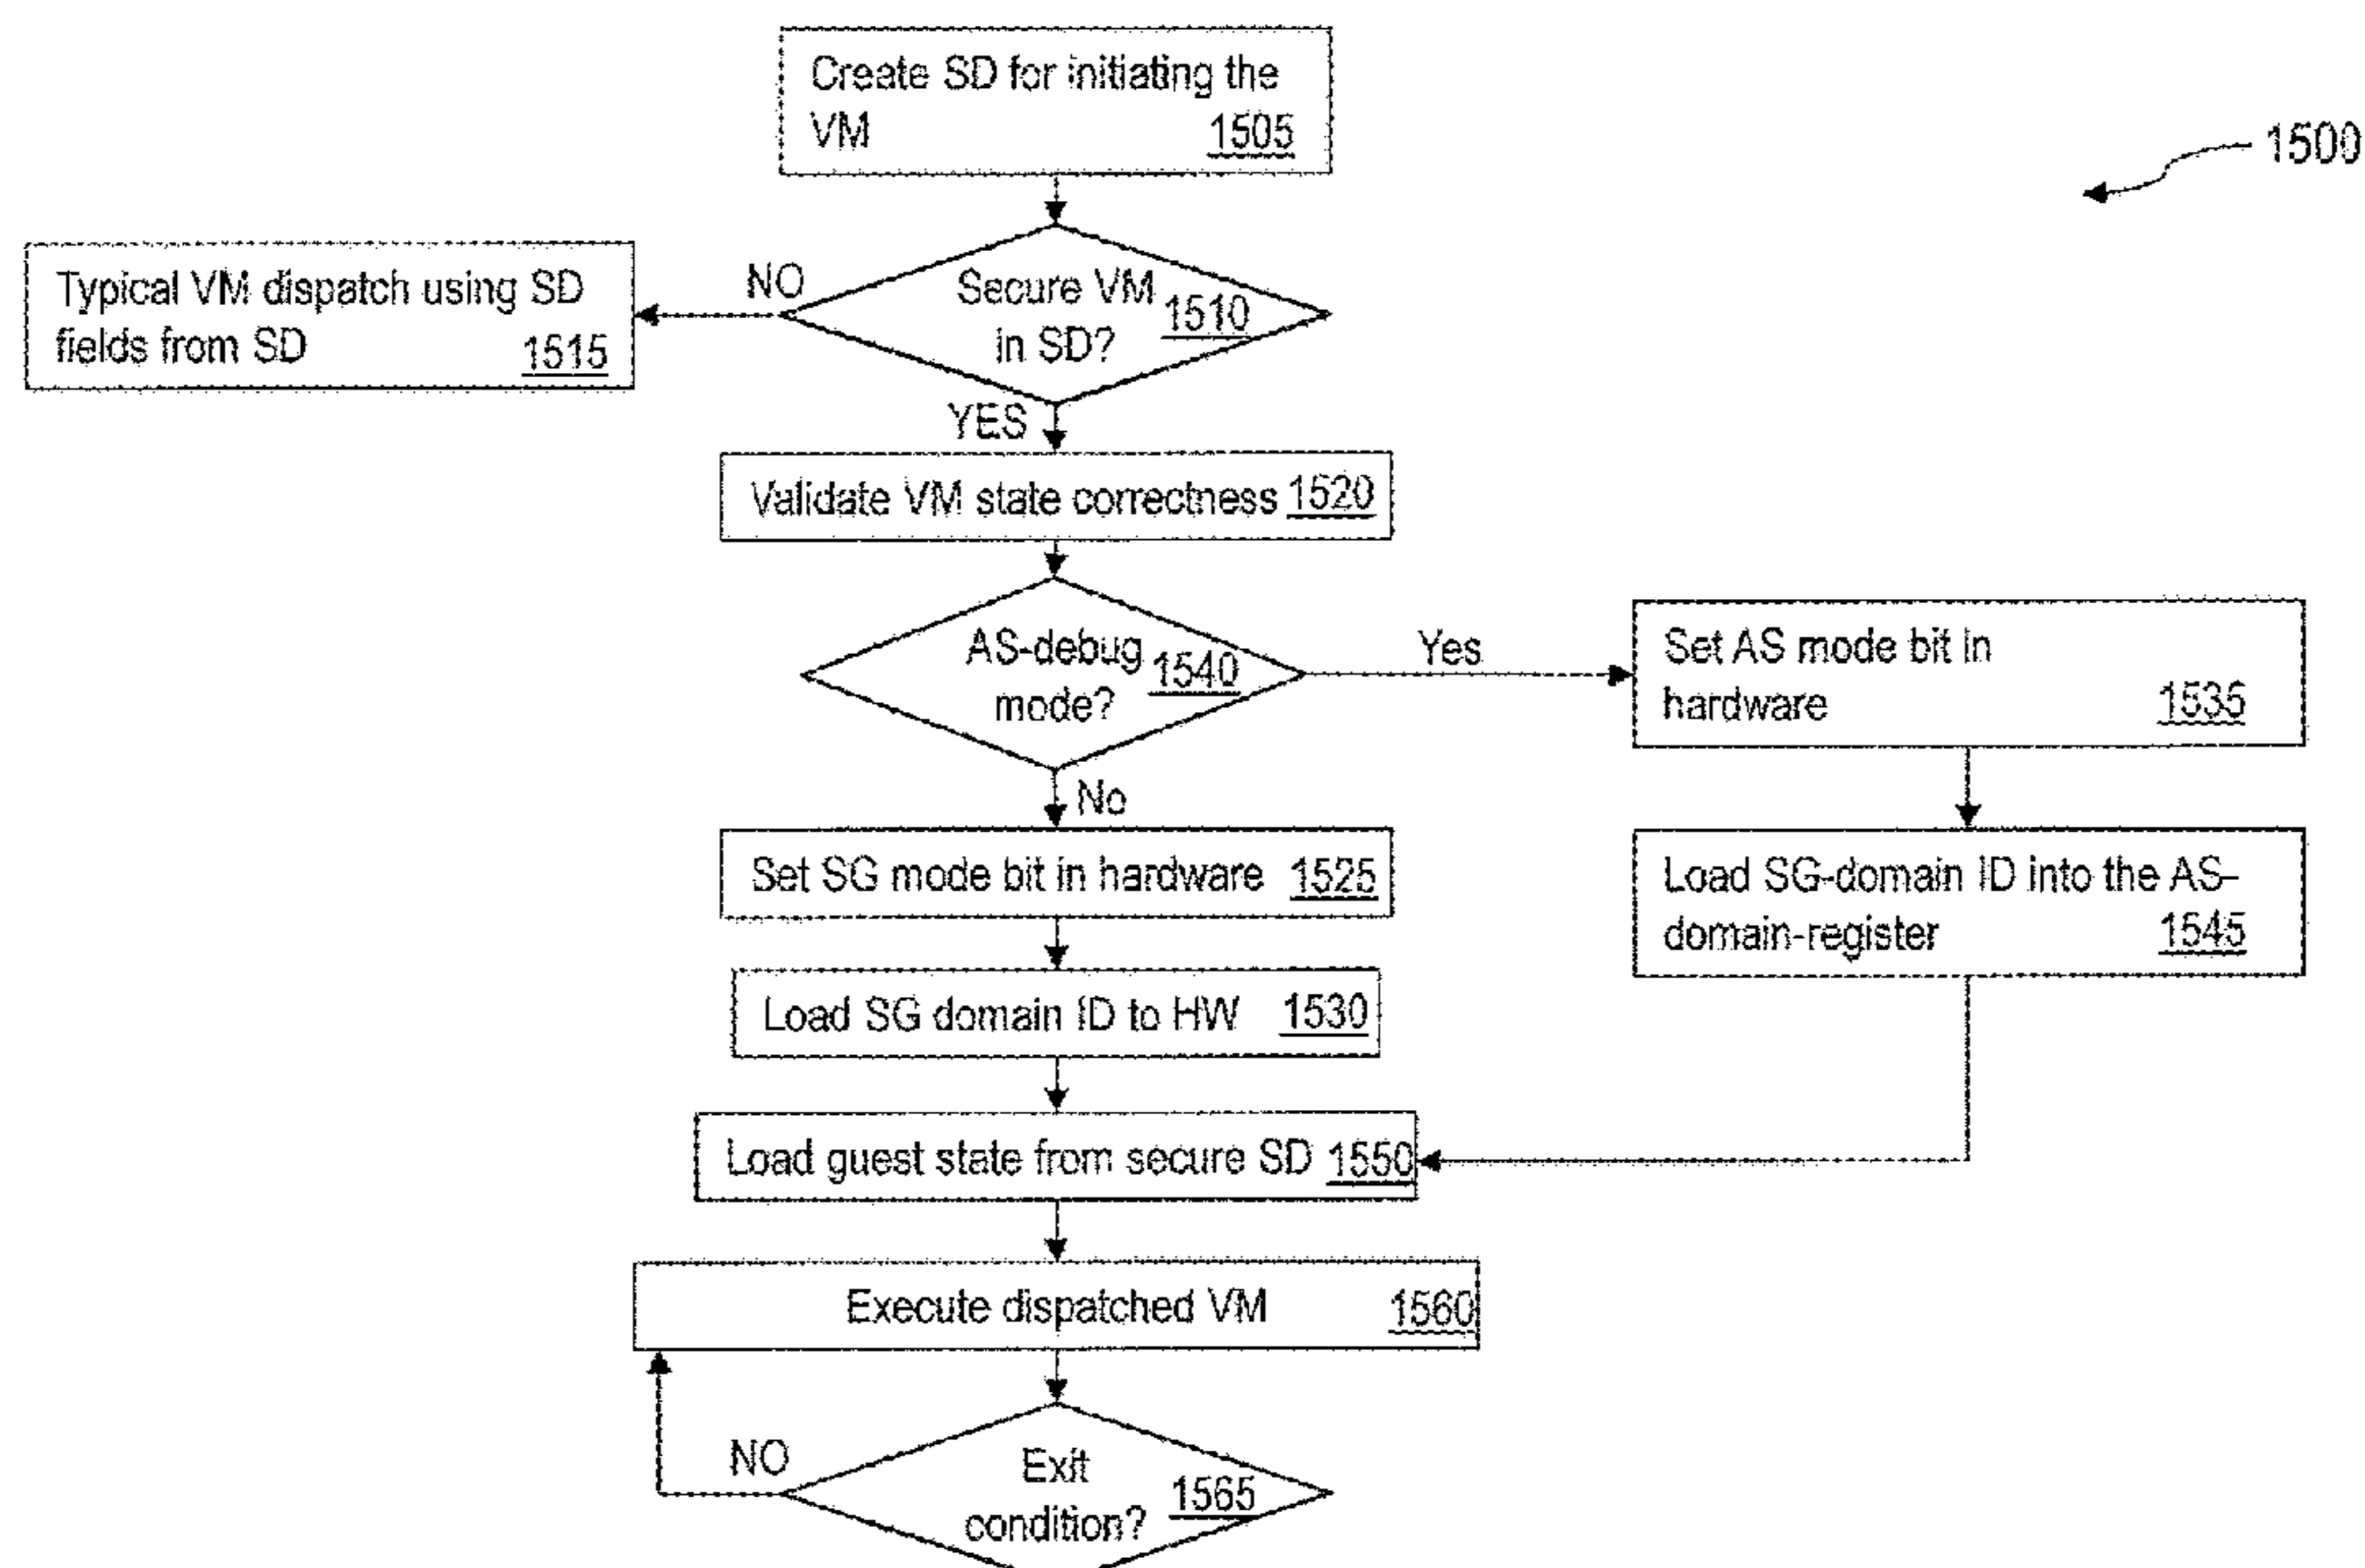 Create SD for initiating the
VM 1505
1500
Typical VM dispatch using SD
fields from SD 1515
NO
Secure VM
in SD? 1510
YES
Validate VM state correctness 1520
AS-debug
mode? 1540
Yes
Set AS mode bit in
hardware 1535
No
Set SG mode bit in hardware 1525
Load SG-domain ID into the AS-
domain-register 1545
Load SG domain ID to HW 1530
Load guest state from secure SD 1550
Execute dispatched VM 1560
NO
Exit
condition? 1565